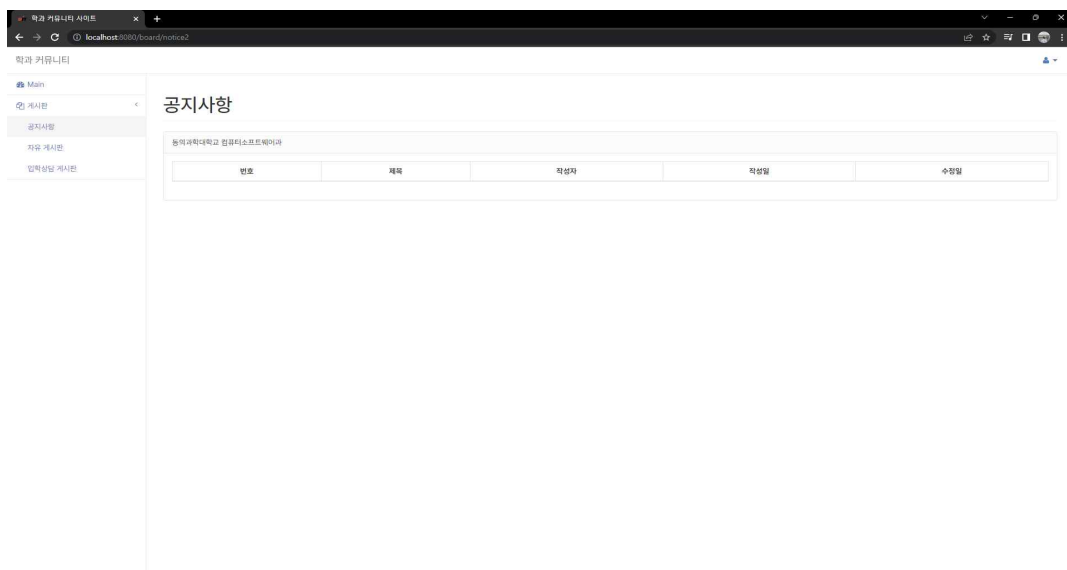 학과 커뮤니티 사이트
localhost:8080/board/notice2
학과 커뮤니티
Main
게시판
공지사항
자유 게시판
입학상담 게시판
공지사항
동의과학대학교 컴퓨터소프트웨어과
번호 제목 작성자 작성일 수정일